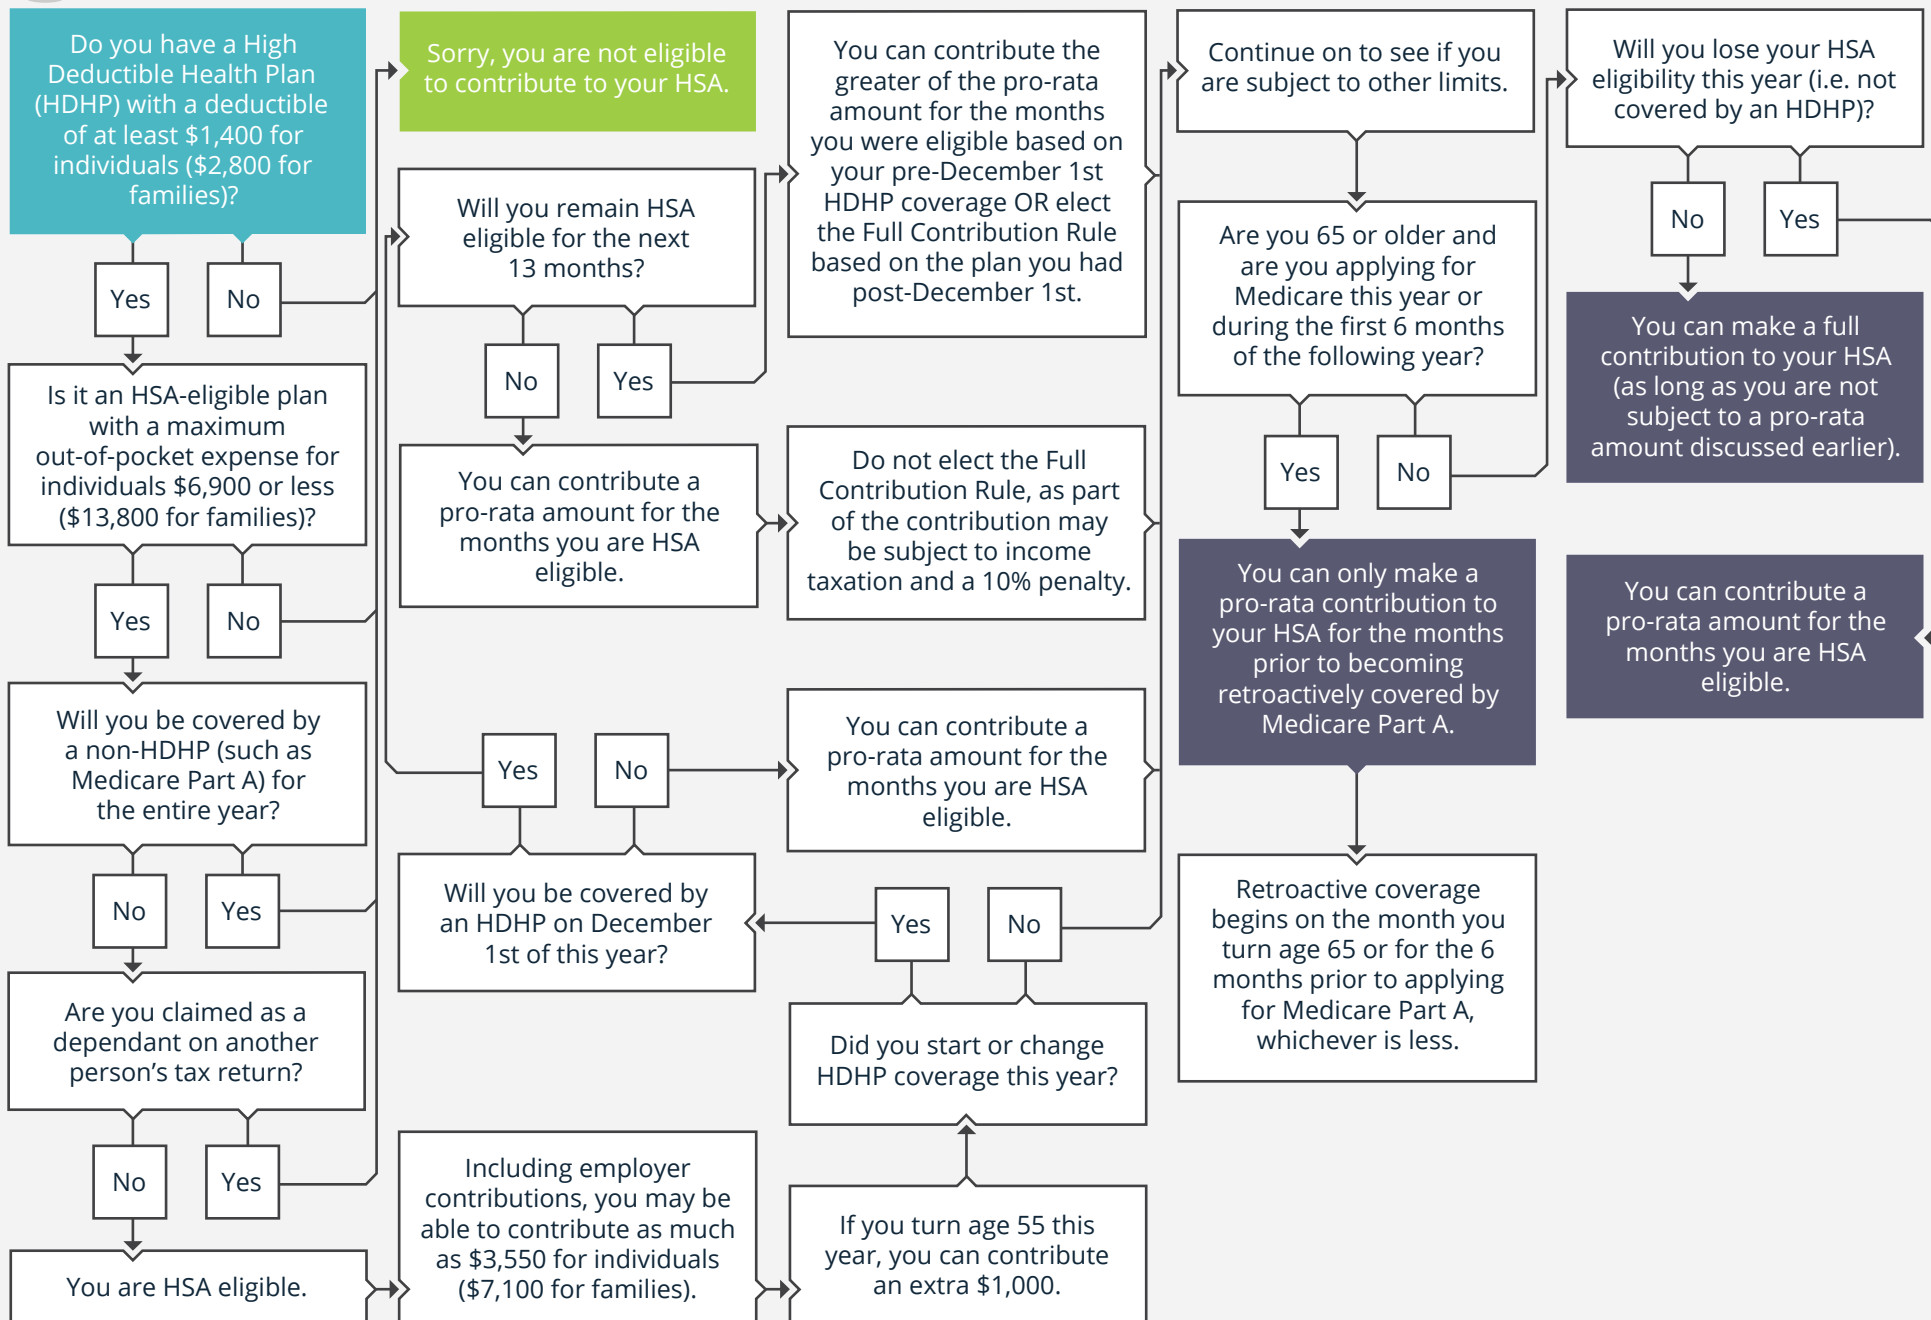 Do you have a High
Deductible Health Plan
(HDHP) with a deductible
of at least $1,400 for
individuals ($2,800 for
families)?
Yes
No
Is it an HSA-eligible plan
with a maximum
out-of-pocket expense for
individuals $6,900 or less
($13,800 for families)?
Yes
No
Will you be covered by
a non-HDHP (such as
Medicare Part A) for
the entire year?
No
Yes
Are you claimed as a
dependant on another
person's tax return?
No
Yes
You are HSA eligible.
Sorry, you are not eligible
to contribute to your HSA.
Will you remain HSA
eligible for the next
13 months?
No
Yes
You can contribute a
pro-rata amount for the
months you are HSA
eligible.
Yes
No
Will you be covered by
an HDHP on December
1st of this year?
Including employer
contributions, you may be
able to contribute as much
as $3,550 for individuals
($7,100 for families).
You can contribute the
greater of the pro-rata
amount for the months
you were eligible based on
your pre-December 1st
HDHP coverage OR elect
the Full Contribution Rule
based on the plan you had
post-December 1st.
Do not elect the Full
Contribution Rule, as part
of the contribution may
be subject to income
taxation and a 10% penalty.
You can contribute a
pro-rata amount for the
months you are HSA
eligible.
Yes
No
Did you start or change
HDHP coverage this year?
If you turn age 55 this
year, you can contribute
an extra $1,000.
Continue on to see if you
are subject to other limits.
Are you 65 or older and
are you applying for
Medicare this year or
during the first 6 months
of the following year?
Yes
No
You can only make a
pro-rata contribution to
your HSA for the months
prior to becoming
retroactively covered by
Medicare Part A.
Retroactive coverage
begins on the month you
turn age 65 or for the 6
months prior to applying
for Medicare Part A,
whichever is less.
Will you lose your HSA
eligibility this year (i.e. not
covered by an HDHP)?
No
Yes
You can make a full
contribution to your HSA
(as long as you are not
subject to a pro-rata
amount discussed earlier).
You can contribute a
pro-rata amount for the
months you are HSA
eligible.